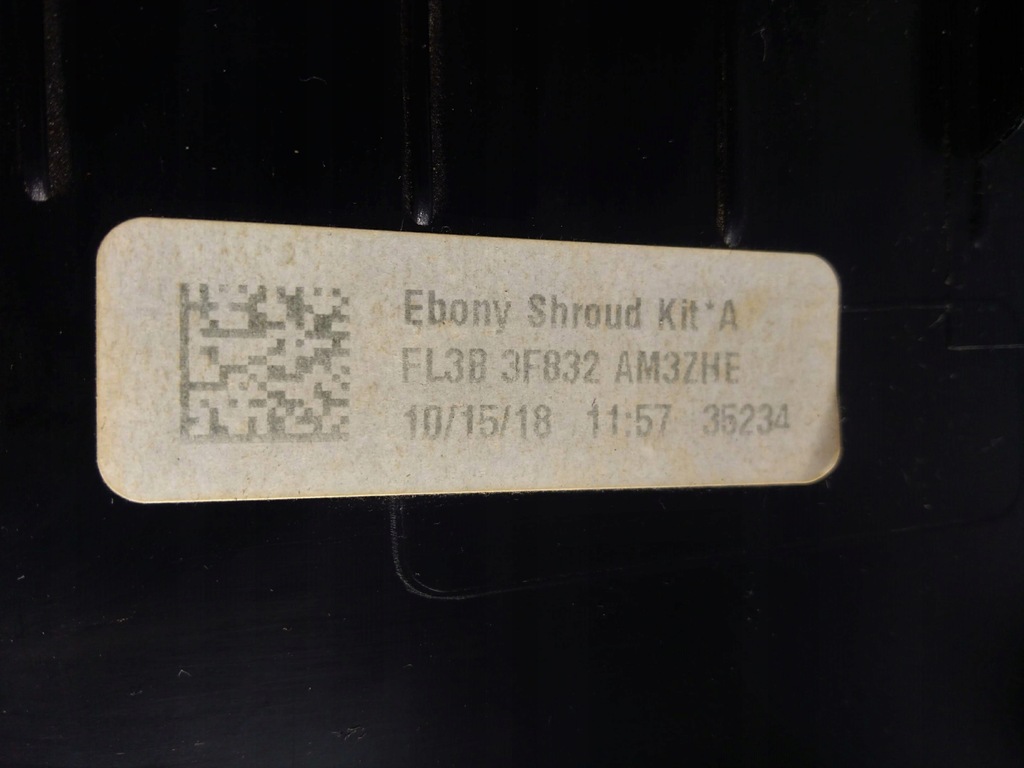 Ebony Shroud Kit*A
FL3B 3F832 AM3ZHE
10/15/18 11:57 35234